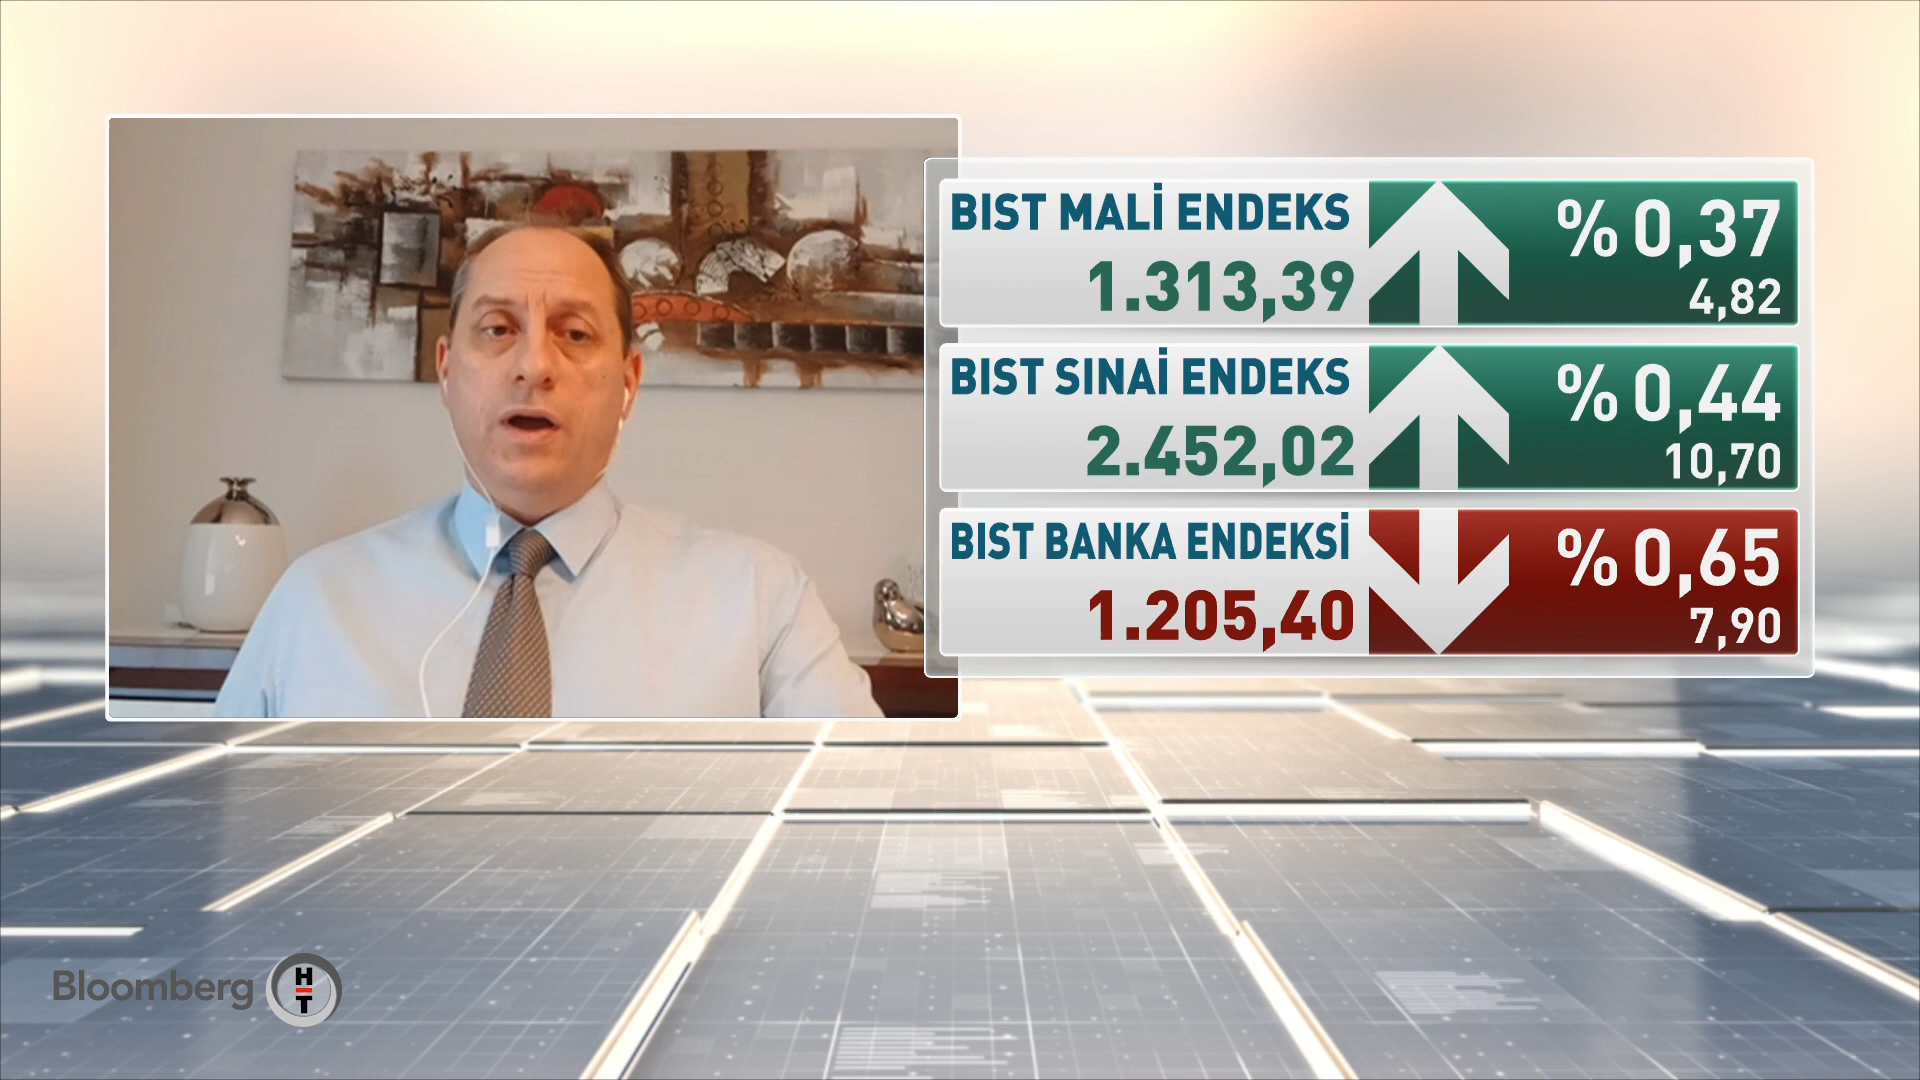 BIST MALİ ENDEKS
1.313,39
% 0,37
4,82
BIST SINAİ ENDEKS
2.452,02
% 0,44
10,70
BIST BANKA ENDEKSİ
1.205,40
% 0,65
7,90
Bloomberg HT